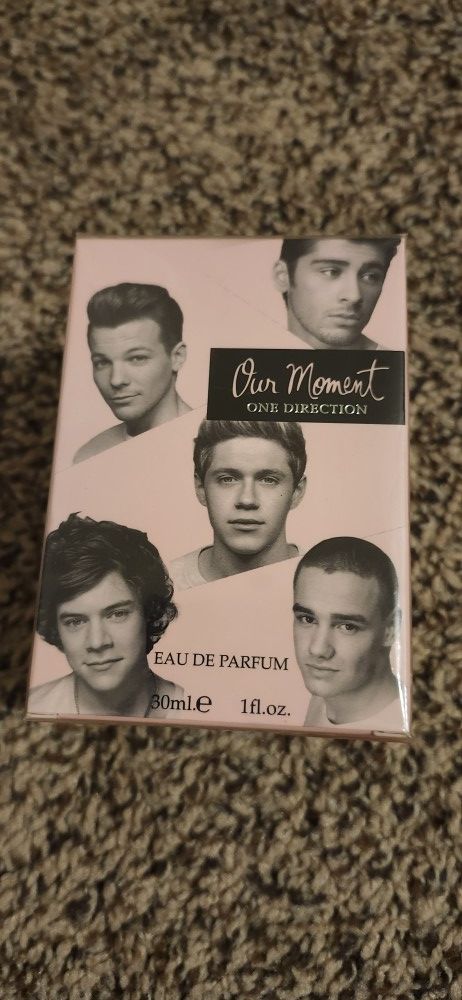 Our Moment
ONE DIRECTION
EAU DE PARFUM
30ml.e 1fl.oz.